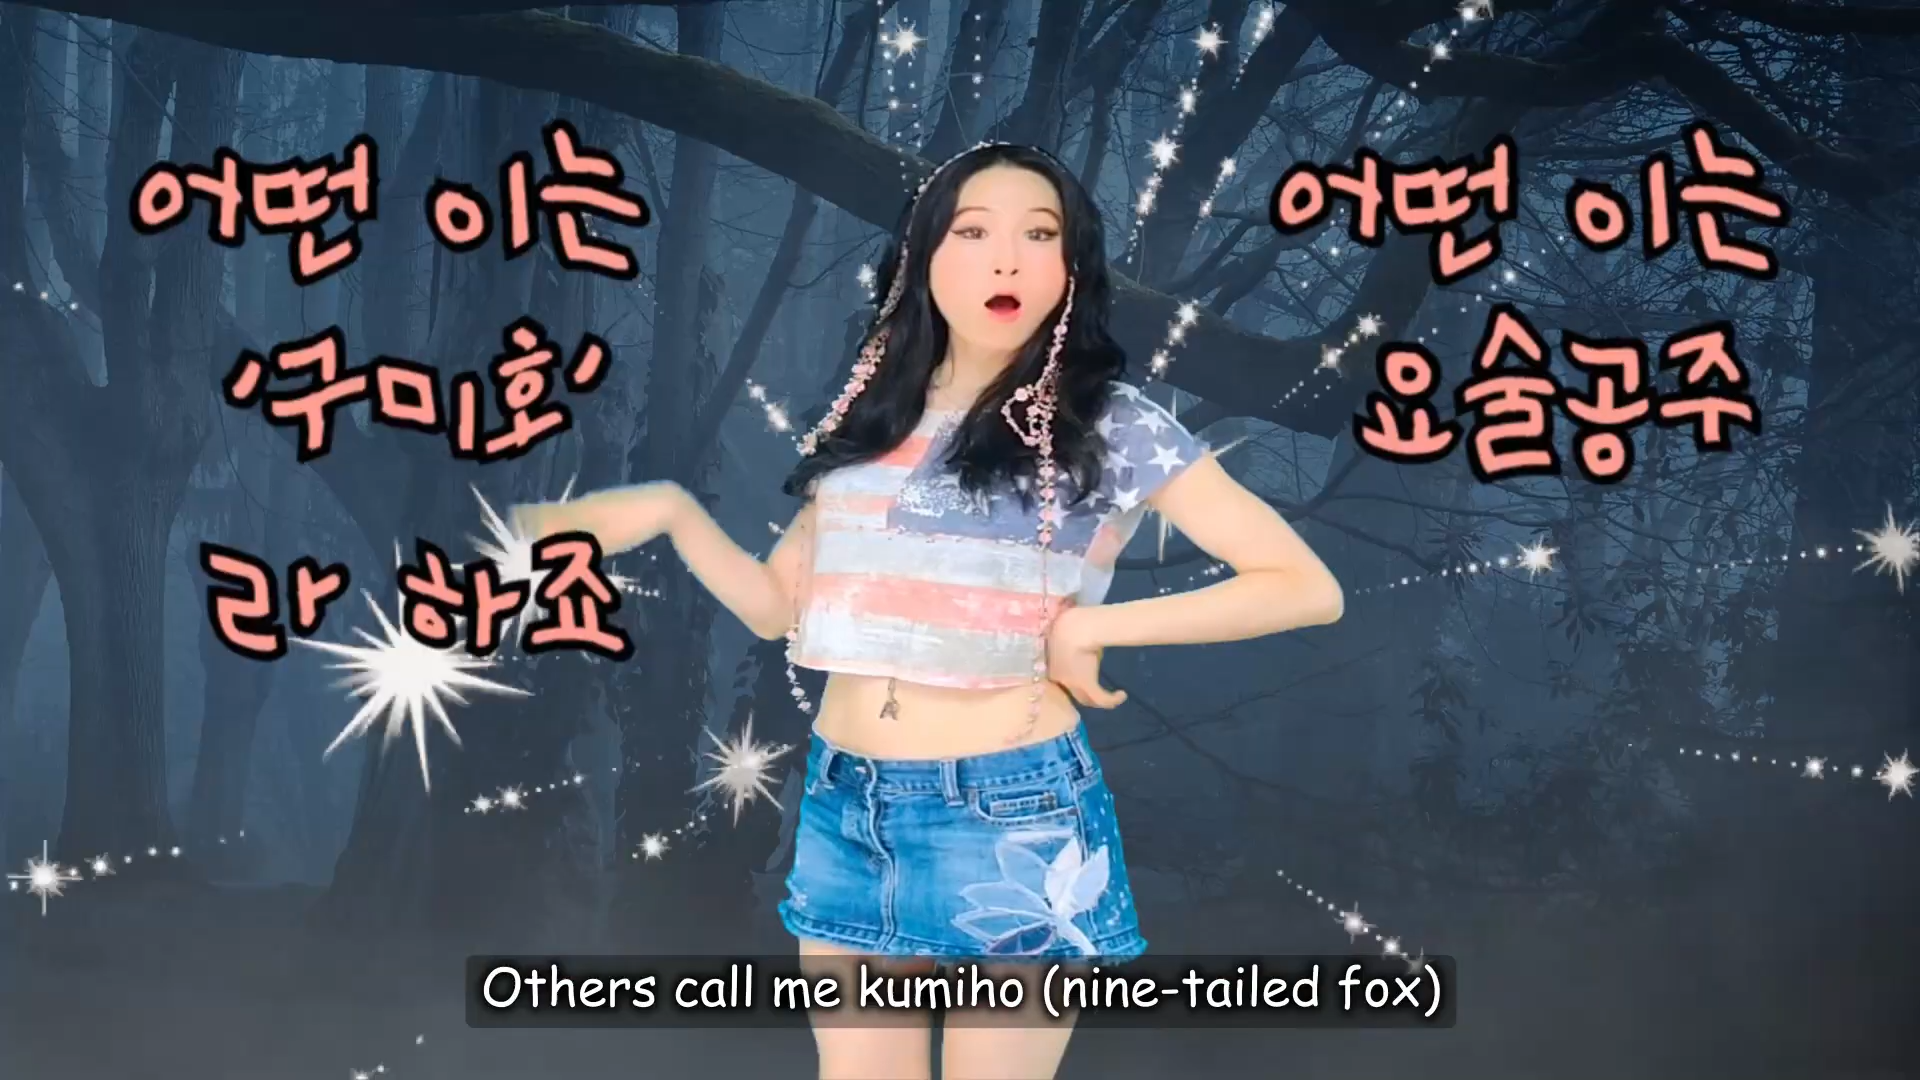 어떤 이는
'구미호'
라 하죠
어떤 이는
요술공주
Others call me kumiho (nine-tailed fox)